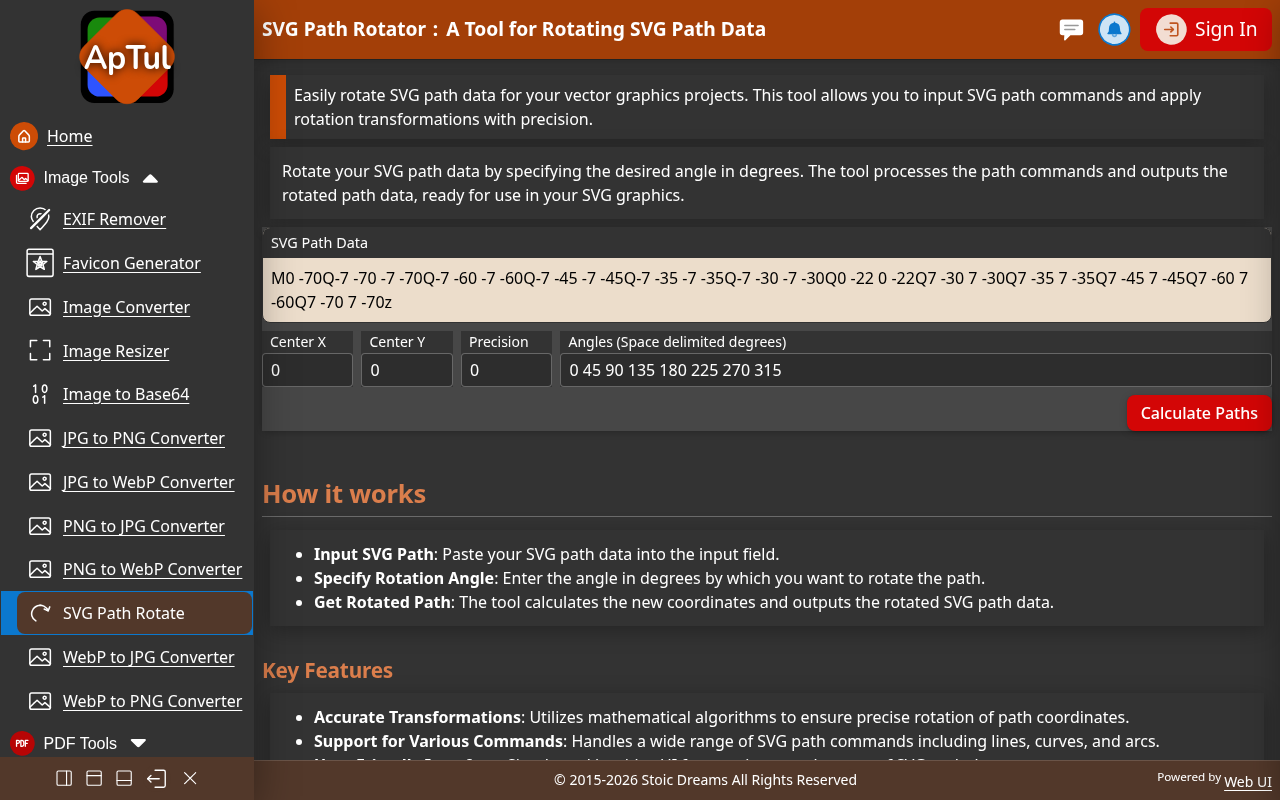 ApTul
Home
Image Tools
EXIF Remover
Favicon Generator
Image Converter
Image Resizer
Image to Base64
JPG to PNG Converter
JPG to WebP Converter
PNG to JPG Converter
PNG to WebP Converter
SVG Path Rotate
WebP to JPG Converter
WebP to PNG Converter
PDF
PDF Tools
SVG Path Rotator : A Tool for Rotating SVG Path Data
Sign In
Easily rotate SVG path data for your vector graphics projects. This tool allows you to input SVG path commands and apply
rotation transformations with precision.
Rotate your SVG path data by specifying the desired angle in degrees. The tool processes the path commands and outputs the
rotated path data, ready for use in your SVG graphics.
SVG Path Data
M0 -70Q-7 -70 -7 -70Q-7 -60 -7 -60Q-7 -45 -7 -45Q-7 -35 -7 -35Q-7 -30 -7 -30Q0 -22 0 -22Q7 -30 7 -30Q7 -35 7 -35Q7 -45 7 -45Q7 -60 7
-60Q7 -70 7 -70z
Center X
Center Y
Precision
Angles (Space delimited degrees)
0
0
0
0 45 90 135 180 225 270 315
Calculate Paths
How it works
Input SVG Path: Paste your SVG path data into the input field.
Specify Rotation Angle: Enter the angle in degrees by which you want to rotate the path.
Get Rotated Path: The tool calculates the new coordinates and outputs the rotated SVG path data.
Key Features
Accurate Transformations: Utilizes mathematical algorithms to ensure precise rotation of path coordinates.
Support for Various Commands: Handles a wide range of SVG path commands including lines, curves, and arcs.
© 2015-2026 Stoic Dreams All Rights Reserved
Powered by Web UI